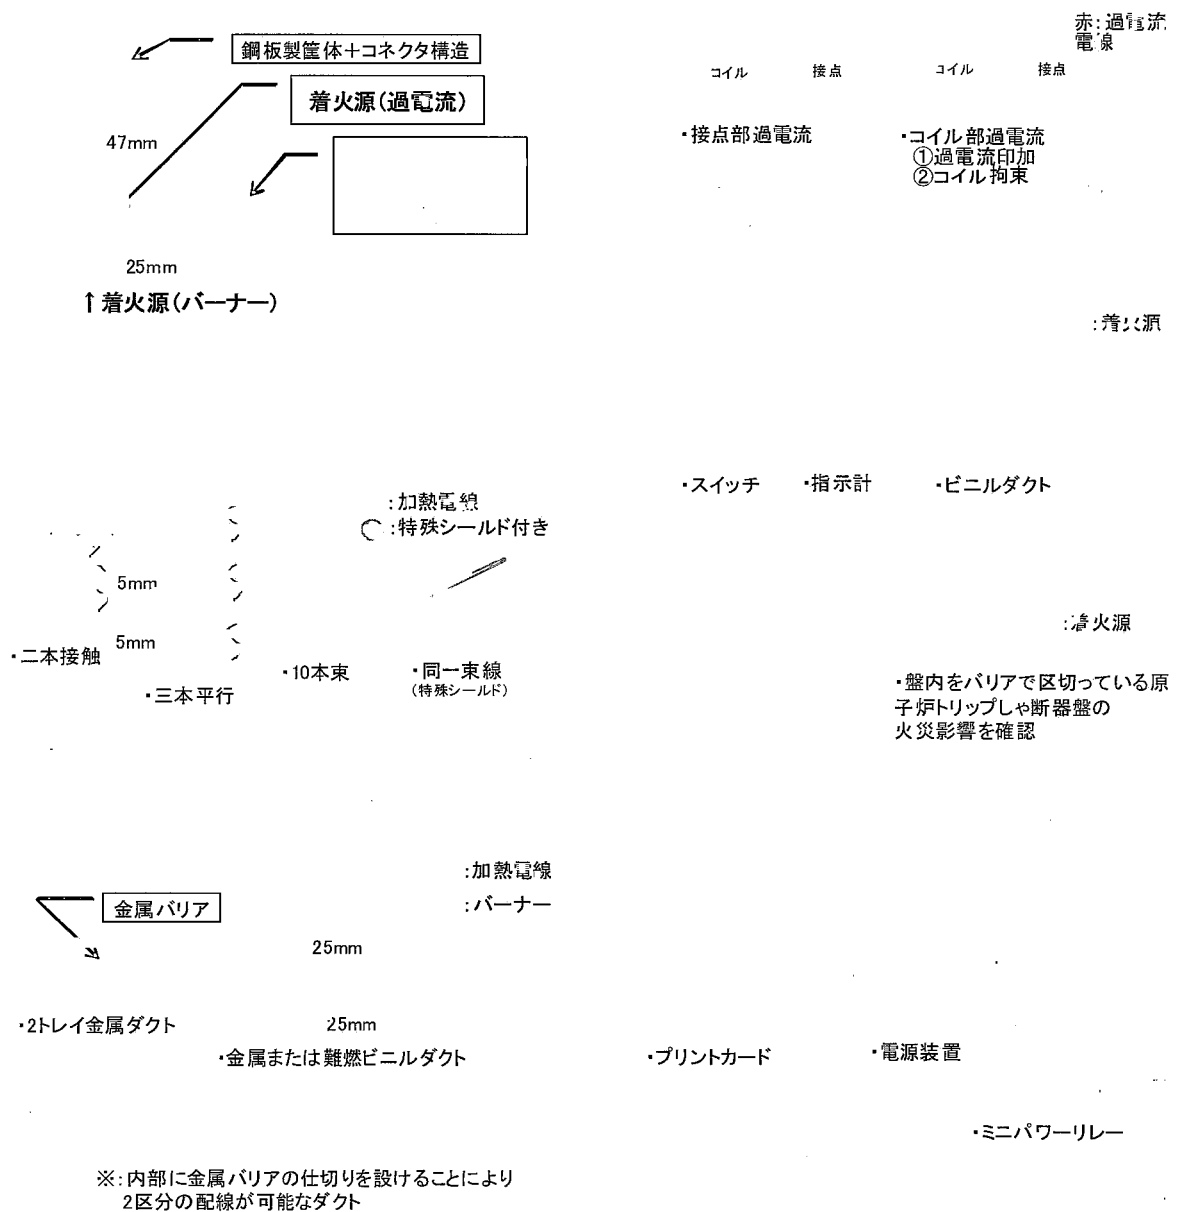 鋼板製筐体＋コネクタ構造
着火源（過電流）
47mm
25mm
↑着火源（バーナー）
赤：過電流
電線
コイル 接点 コイル 接点
・接点部過電流
・コイル部過電流
①過電流印加
②コイル拘束
：着火源
・スイッチ ・指示計 ・ビニルダクト
：加熱電線
：特殊シールド付き
5mm
5mm
・二本接触
・三本平行
・10本束
・同一束線
（特殊シールド）
：着火源
・盤内をバリアで区切っている原
子炉トリップしゃ断器盤の
火災影響を確認
：加熱電線
：バーナー
金属バリア
25mm
25mm
・2トレイ金属ダクト
・金属または難燃ビニルダクト
・プリントカード ・電源装置
・ミニパワーリレー
※：内部に金属バリアの仕切りを設けることにより
2区分の配線が可能なダクト